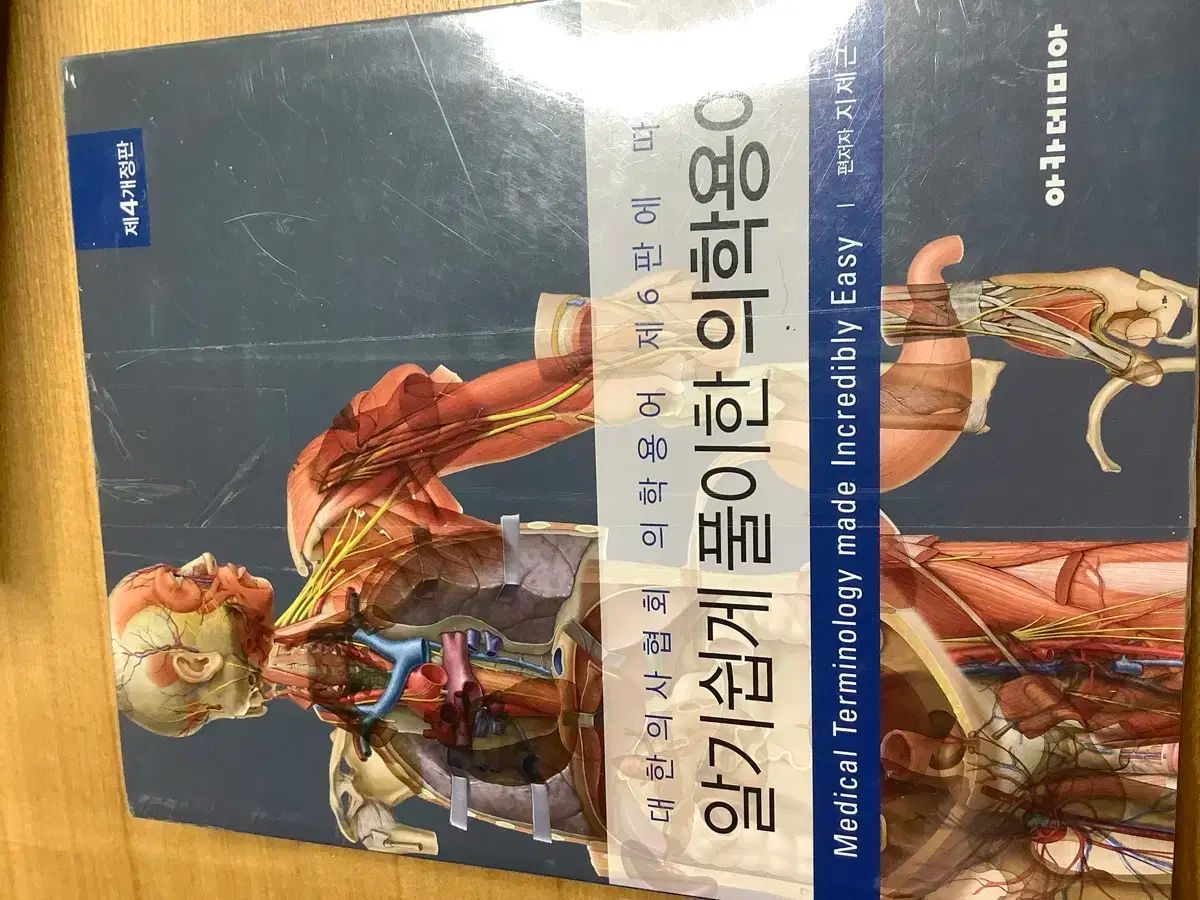 제4개정판
대한의사협회 의학용어 제6판에 따
알기쉽게 풀이한 의학용어
Medical Terminology made Incredibly Easy | 편저자 지제근
아카데미아